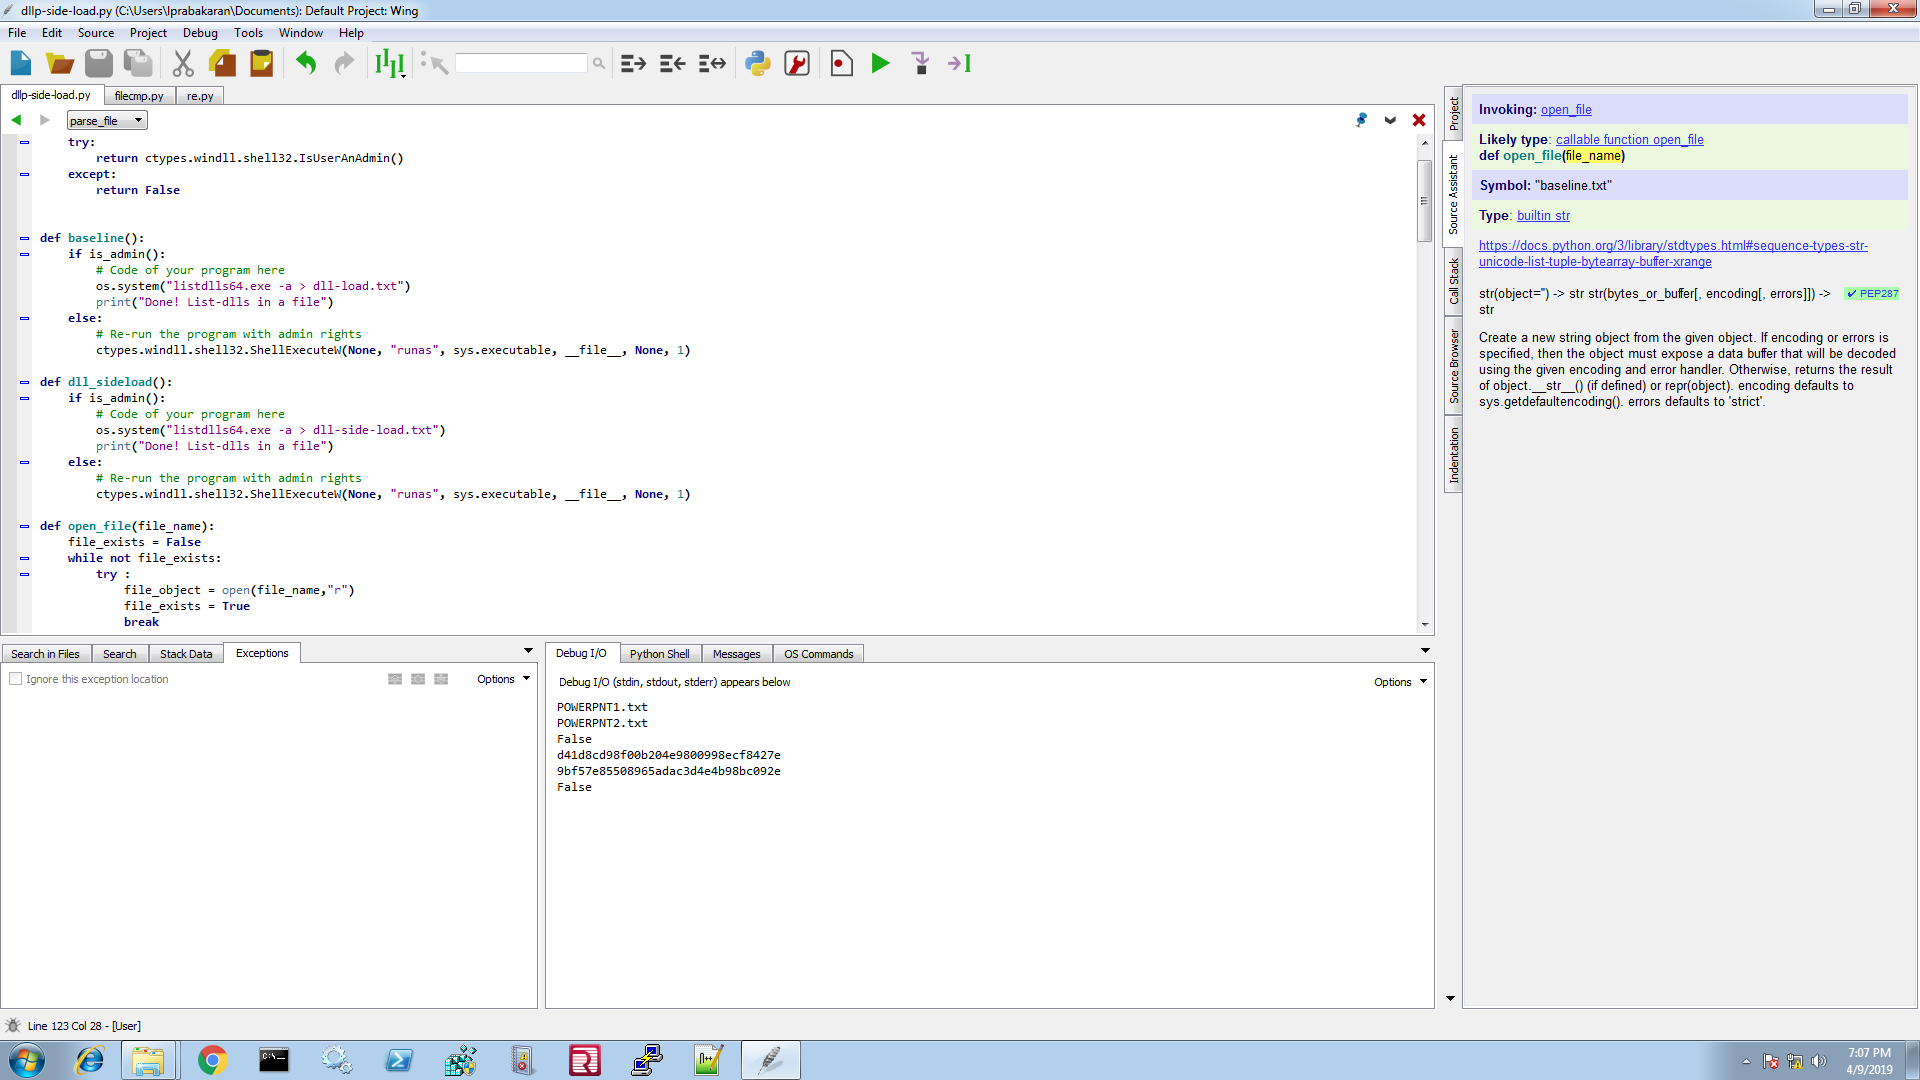 dllp-side-load.py (C:\Users\Iprabakaran\Documents): Default Project: Wing
File Edit Source Project Debug Tools Window Help
dllp-side-load.py filecmp.py re.py
parse_file
try:
return ctypes.windll.shell32.IsUserAnAdmin()
except:
return False
def baseline():
if is_admin():
# Code of your program here
os.system("listdlls64.exe -a > dll-load.txt")
print("Done! List-dlls in a file")
else:
# Re-run the program with admin rights
ctypes.windll.shell32.ShellExecuteW(None, "runas", sys.executable, __file__, None, 1)
def dll_sideload():
if is_admin():
# Code of your program here
os.system("listdlls64.exe -a > dll-side-load.txt")
print("Done! List-dlls in a file")
else:
# Re-run the program with admin rights
ctypes.windll.shell32.ShellExecuteW(None, "runas", sys.executable, __file__, None, 1)
def open_file(file_name):
file_exists = False
while not file_exists:
try :
file_object = open(file_name,"r")
file_exists = True
break
Project
Source Assistant
Call Stack
Source Browser
Indentation
Invoking: open_file
Likely type: callable function open_file
def open_file(file_name)
Symbol: "baseline.txt"
Type: builtin str
https://docs.python.org/3/library/stdtypes.html#sequence-types-str-
unicode-list-tuple-bytearray-buffer-xrange
str(object='') -> str str(bytes_or_buffer[, encoding[, errors]]) -> ✔ PEP287
str
Create a new string object from the given object. If encoding or errors is
specified, then the object must expose a data buffer that will be decoded
using the given encoding and error handler. Otherwise, returns the result
of object.__str__() (if defined) or repr(object). encoding defaults to
sys.getdefaultencoding(). errors defaults to 'strict'.
Search in Files Search Stack Data Exceptions
Ignore this exception location Options
Debug I/O Python Shell Messages OS Commands
Debug I/O (stdin, stdout, stderr) appears below Options
POWERPNT1.txt
POWERPNT2.txt
False
d41d8cd98f00b204e9800998ecf8427e
9bf57e85508965adac3d4e4b98bc092e
False
Line 123 Col 28 - [User]
7:07 PM
4/9/2019